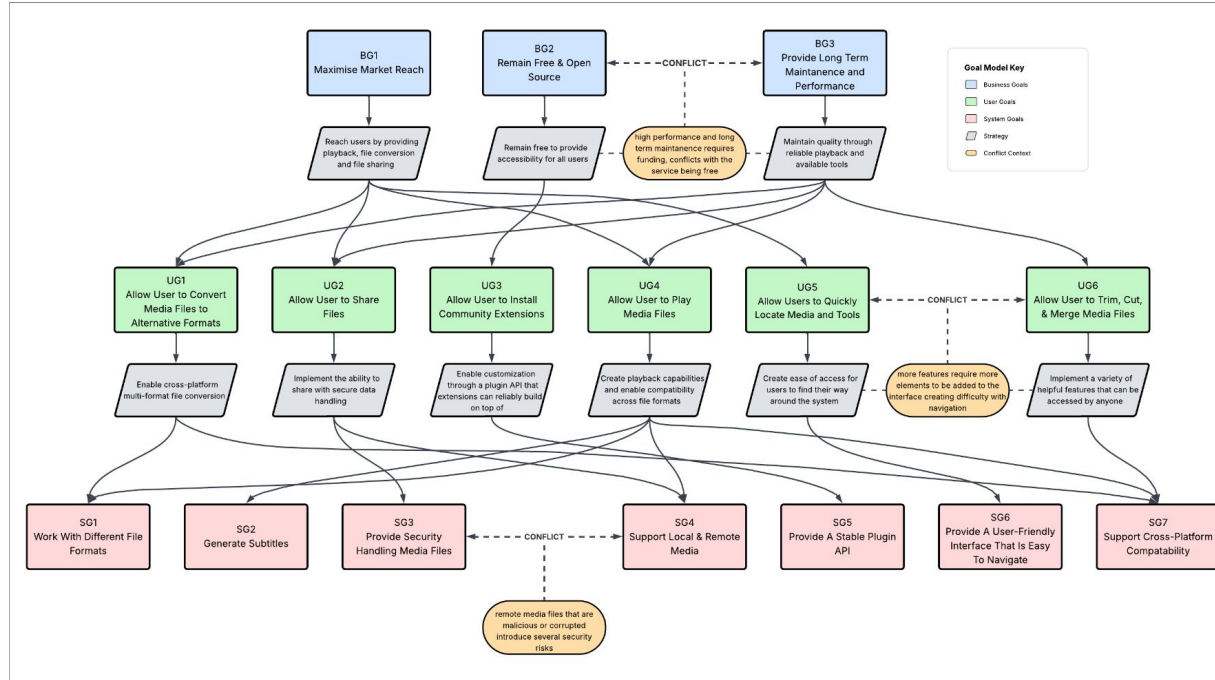 BG1
Maximise Market Reach
BG2
Remain Free & Open
Source
CONFLICT
BG3
Provide Long Term
Maintanence and
Performance
Goal Model Key
Business Goals
User Goals
System Goals
Strategy
Conflict Context
Reach users by providing
playback, file conversion
and file sharing
Remain free to provide
accessibility for all users
high performance and long
term maintanence requires
funding, conflicts with the
service being free
Maintain quality through
reliable playback and
available tools
UG1
Allow User to Convert
Media Files to
Alternative Formats
UG2
Allow User to Share
Files
UG3
Allow User to Install
Community Extensions
UG4
Allow User to Play
Media Files
UG5
Allow Users to Quickly
Locate Media and Tools
CONFLICT
UG6
Allow User to Trim, Cut,
& Merge Media Files
Enable cross-platform
multi-format file conversion
Implement the ability to
share with secure data
handling
Enable customization
through a plugin API that
extensions can reliably build
on top of
Create playback capabilities
and enable compatibility
across file formats
Create ease of access for
users to find their way
around the system
more features require more
elements to be added to the
interface creating difficulty with
navigation
Implement a variety of
helpful features that can be
accessed by anyone
SG1
Work With Different File
Formats
SG2
Generate Subtitles
SG3
Provide Security
Handling Media Files
CONFLICT
SG4
Support Local & Remote
Media
SG5
Provide A Stable Plugin
API
SG6
Provide A User-Friendly
Interface That Is Easy
To Navigate
SG7
Support Cross-Platform
Compatability
remote media files that are
malicious or corrupted
introduce several security
risks